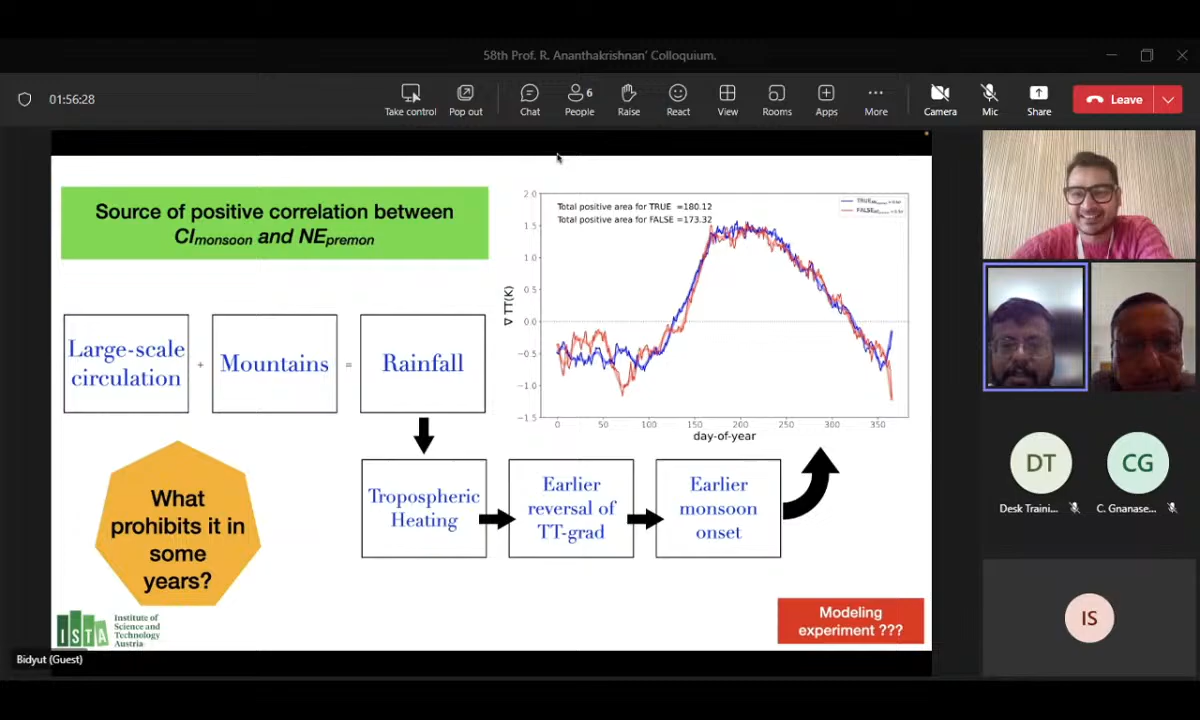 58th Prof. R. Ananthakrishnan' Colloquium.
01:56:28
Take control
Pop out
Chat
6
People
Raise
React
View
Rooms
Apps
More
Camera
Mic
Share
Leave
Source of positive correlation between
CImonsoon and NEpremon
Large-scale
circulation
+
Mountains
=
Rainfall
Tropospheric
Heating
Earlier
reversal of
TT-grad
Earlier
monsoon
onset
What
prohibits it in
some
years?
Total positive area for TRUE =180.12
Total positive area for FALSE =173.32
∇ TT(K)
2.0
1.5
1.0
0.5
0.0
−0.5
−1.0
−1.5
0 50 100 150 200 250 300 350
day-of-year
Modeling
experiment ???
ISTA
Institute of
Science and
Technology
Austria
Bidyut (Guest)
DT
Desk Traini...
CG
C. Gnanase...
IS